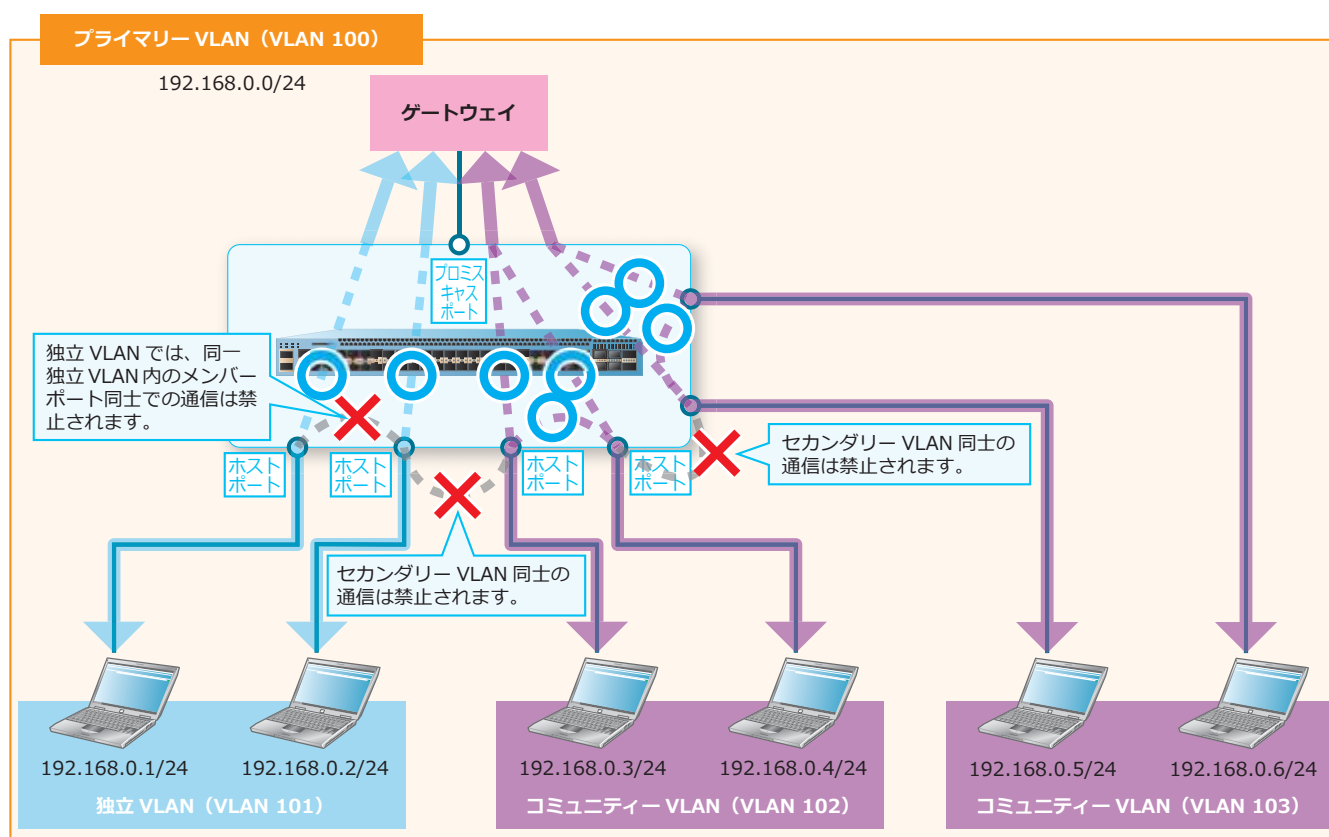 プライマリー VLAN（VLAN 100）
192.168.0.0/24
ゲートウェイ
プロミス
キャス
ポート
独立 VLAN では、同一
独立 VLAN 内のメンバー
ポート同士での通信は禁
止されます。
ホスト
ポート
ホスト
ポート
ホスト
ポート
ホスト
ポート
セカンダリー VLAN 同士の
通信は禁止されます。
セカンダリー VLAN 同士の
通信は禁止されます。
192.168.0.1/24
192.168.0.2/24
192.168.0.3/24
192.168.0.4/24
192.168.0.5/24
192.168.0.6/24
独立 VLAN（VLAN 101）
コミュニティー VLAN（VLAN 102）
コミュニティー VLAN（VLAN 103）